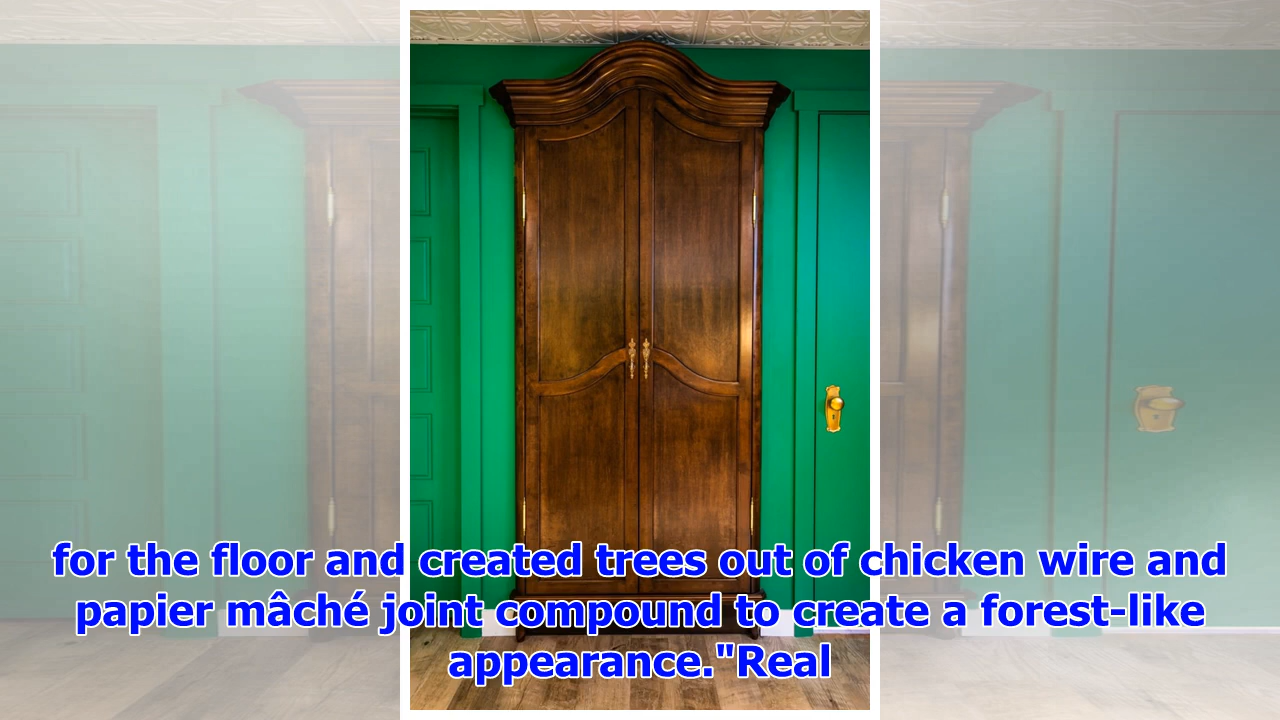 for the floor and created trees out of chicken wire and
papier mâché joint compound to create a forest-like
appearance."Real